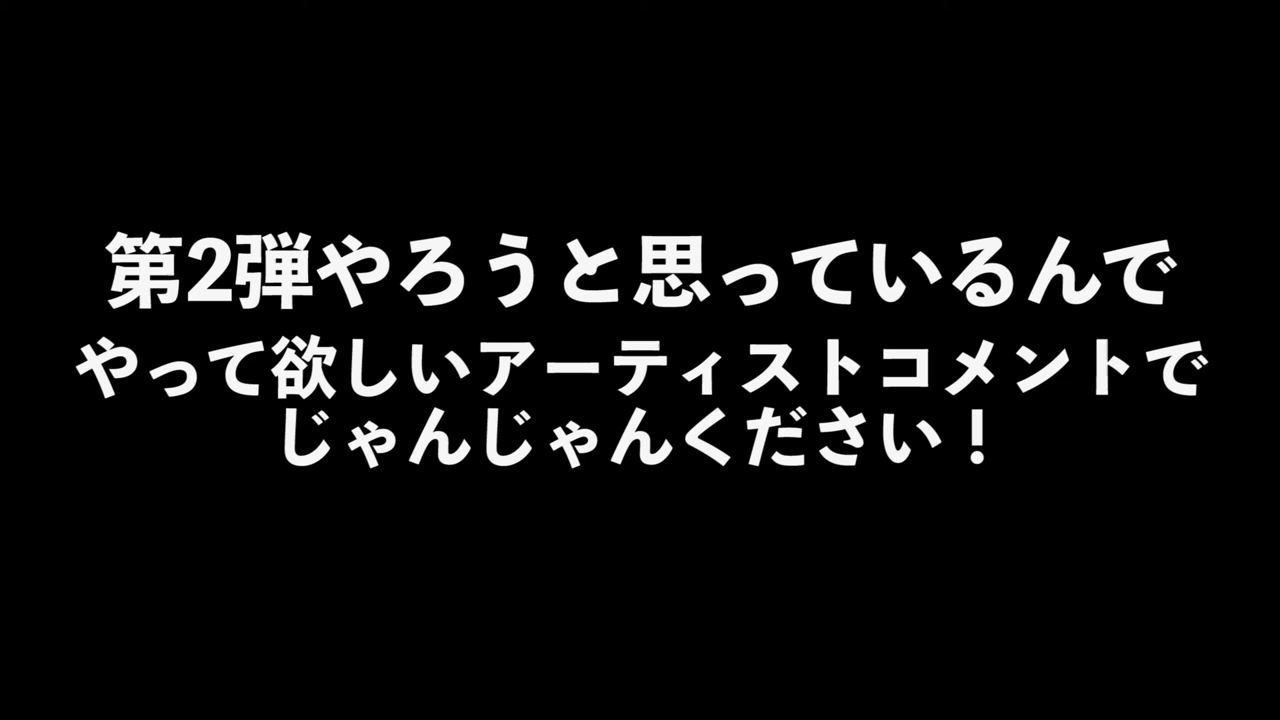 第2弾やろうと思っているんで
やって欲しいアーティストコメントで
じゃんじゃんください！